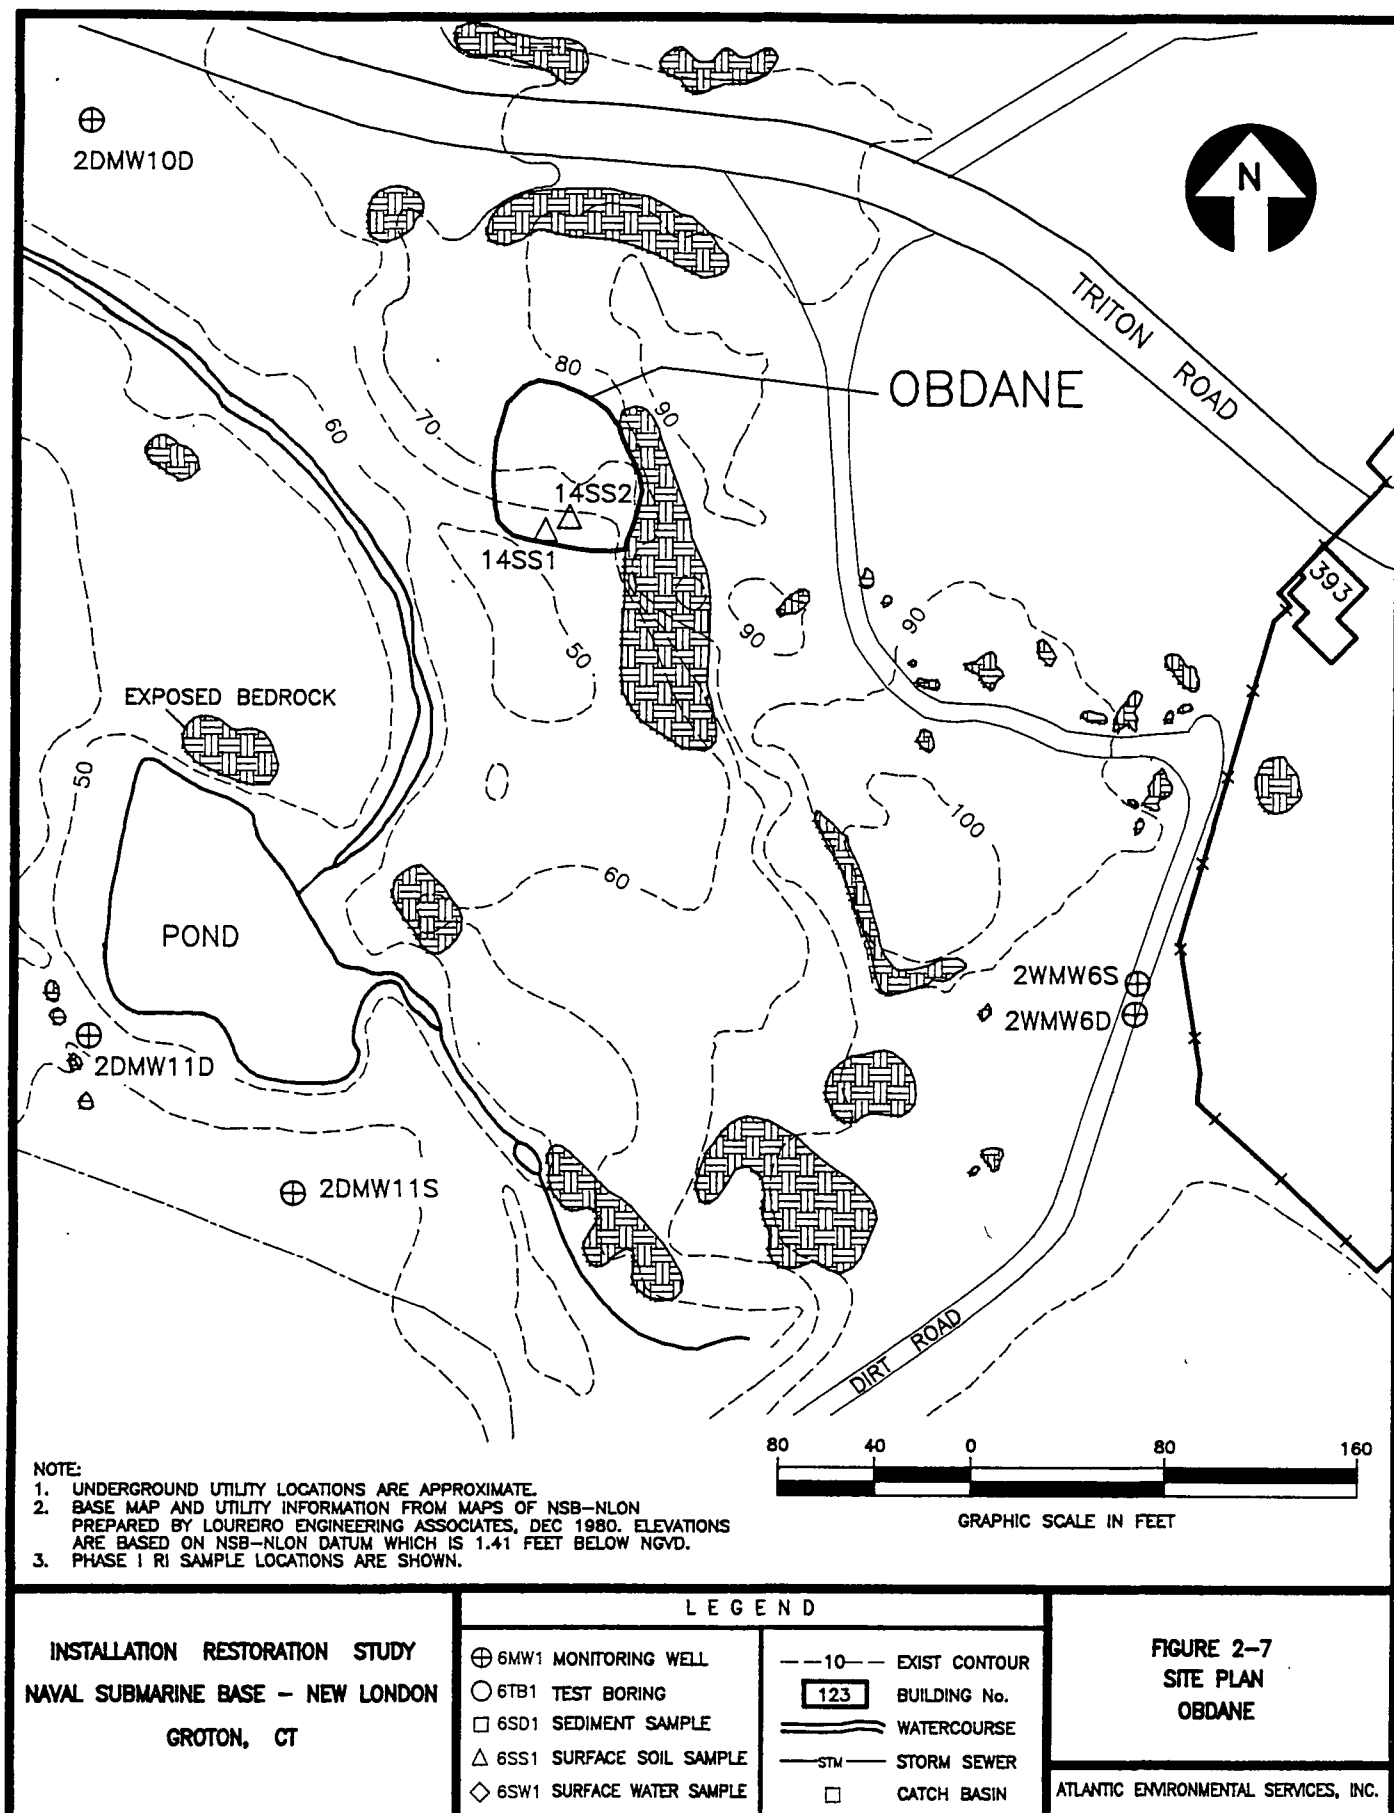 2DMW10D
N
TRITON ROAD
80
OBDANE
90
70
60
14SS2
14SS1
393
90
90
50
EXPOSED BEDROCK
50
100
60
POND
2WMW6S
2WMW6D
2DMW11D
2DMW11S
DIRT ROAD
80 40 0 80 160
GRAPHIC SCALE IN FEET
NOTE:
1. UNDERGROUND UTILITY LOCATIONS ARE APPROXIMATE.
2. BASE MAP AND UTILITY INFORMATION FROM MAPS OF NSB-NLON
PREPARED BY LOUREIRO ENGINEERING ASSOCIATES, DEC 1980. ELEVATIONS
ARE BASED ON NSB-NLON DATUM WHICH IS 1.41 FEET BELOW NGVD.
3. PHASE I RI SAMPLE LOCATIONS ARE SHOWN.
INSTALLATION RESTORATION STUDY
NAVAL SUBMARINE BASE - NEW LONDON
GROTON, CT
LEGEND
6MW1 MONITORING WELL
6TB1 TEST BORING
6SD1 SEDIMENT SAMPLE
6SS1 SURFACE SOIL SAMPLE
6SW1 SURFACE WATER SAMPLE
10 EXIST CONTOUR
123 BUILDING No.
WATERCOURSE
STM STORM SEWER
CATCH BASIN
FIGURE 2-7
SITE PLAN
OBDANE
ATLANTIC ENVIRONMENTAL SERVICES, INC.